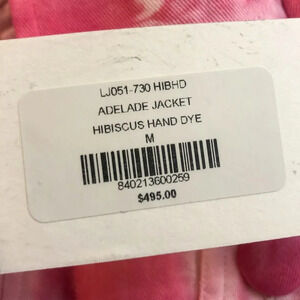 LJ051-730 HIBHD
ADELADE JACKET
HIBISCUS HAND DYE
M
840213600259
$495.00